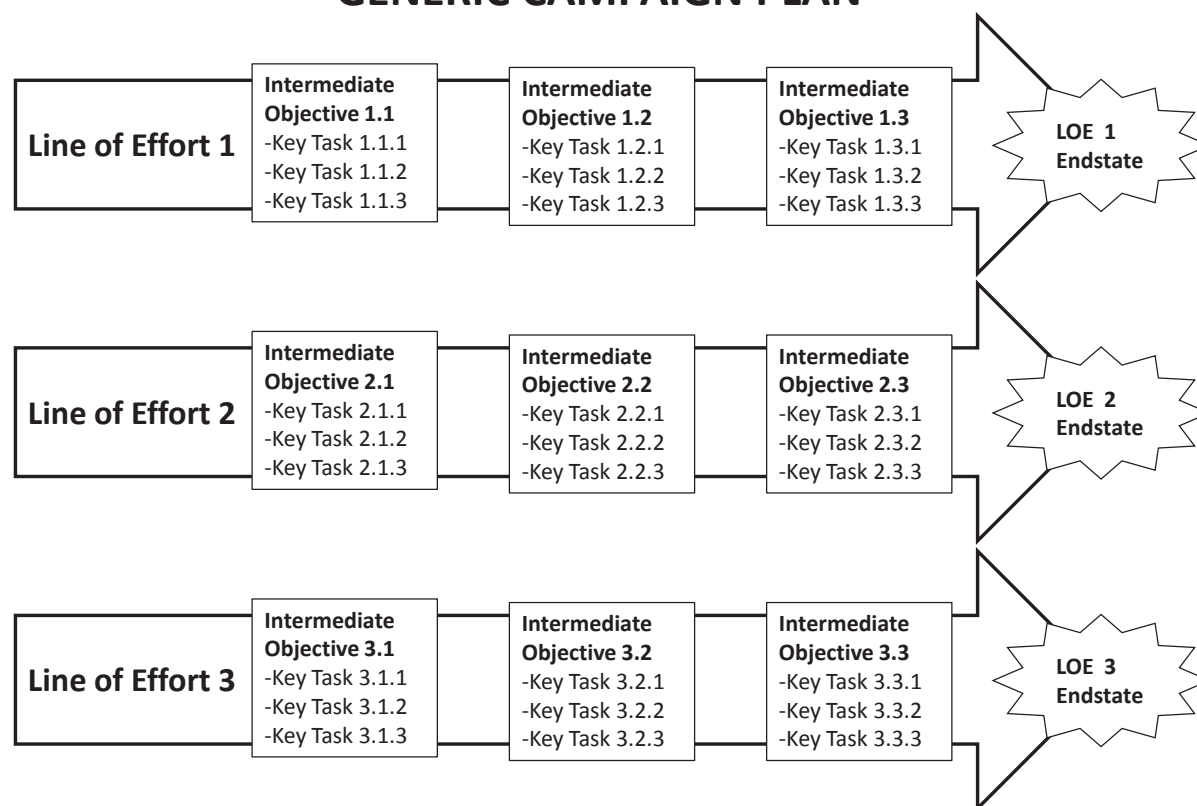 GENERIC CAMPAIGN PLAN
Line of Effort 1
Intermediate
Objective 1.1
-Key Task 1.1.1
-Key Task 1.1.2
-Key Task 1.1.3
Intermediate
Objective 1.2
-Key Task 1.2.1
-Key Task 1.2.2
-Key Task 1.2.3
Intermediate
Objective 1.3
-Key Task 1.3.1
-Key Task 1.3.2
-Key Task 1.3.3
LOE 1
Endstate
Line of Effort 2
Intermediate
Objective 2.1
-Key Task 2.1.1
-Key Task 2.1.2
-Key Task 2.1.3
Intermediate
Objective 2.2
-Key Task 2.2.1
-Key Task 2.2.2
-Key Task 2.2.3
Intermediate
Objective 2.3
-Key Task 2.3.1
-Key Task 2.3.2
-Key Task 2.3.3
LOE 2
Endstate
Line of Effort 3
Intermediate
Objective 3.1
-Key Task 3.1.1
-Key Task 3.1.2
-Key Task 3.1.3
Intermediate
Objective 3.2
-Key Task 3.2.1
-Key Task 3.2.2
-Key Task 3.2.3
Intermediate
Objective 3.3
-Key Task 3.3.1
-Key Task 3.3.2
-Key Task 3.3.3
LOE 3
Endstate